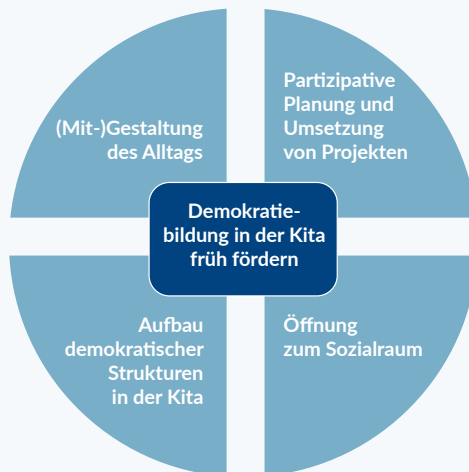 (Mit-)Gestaltung
des Alltags
Partizipative
Planung und
Umsetzung
von Projekten
Demokratie-
bildung in der Kita
früh fördern
Aufbau
demokratischer
Strukturen
in der Kita
Öffnung
zum Sozialraum